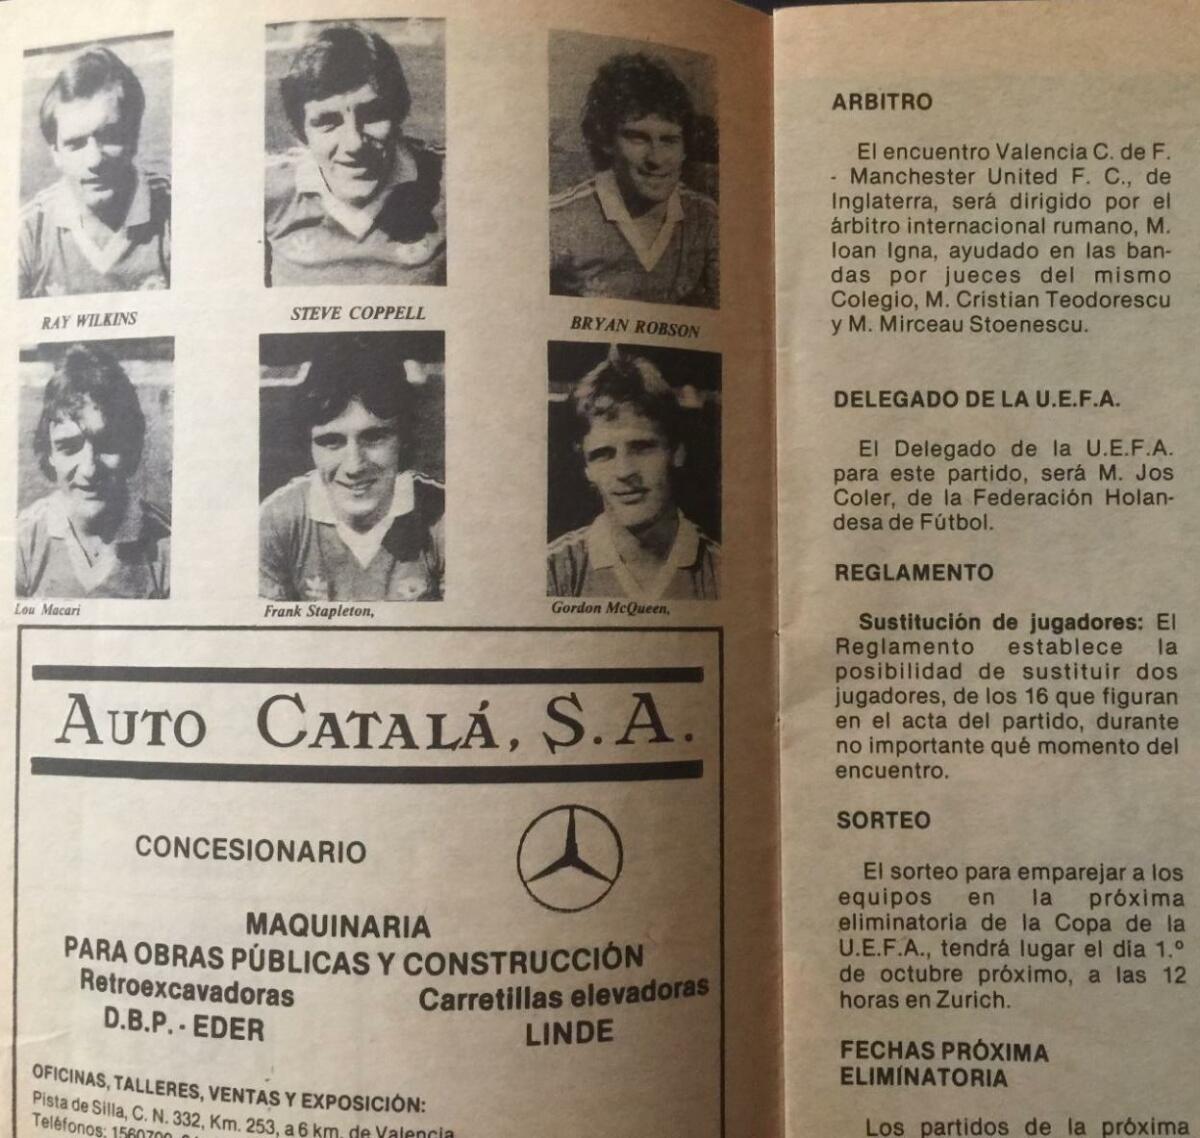 RAY WILKINS
STEVE COPPELL
BRYAN ROBSON
Lou Macari
Frank Stapleton,
Gordon McQueen,
AUTO CATALÁ, S.A.
CONCESIONARIO
MAQUINARIA
PARA OBRAS PÚBLICAS Y CONSTRUCCIÓN
Retroexcavadoras
D.B.P. - EDER
Carretillas elevadoras
LINDE
OFICINAS, TALLERES, VENTAS Y EXPOSICIÓN:
Pista de Silla, C. N. 332, Km. 253, a 6 km. de Valencia
Teléfonos: 1560700
ARBITRO
El encuentro Valencia C. de F.
- Manchester United F. C., de
Inglaterra, será dirigido por el
árbitro internacional rumano, M.
Ioan Igna, ayudado en las ban-
das por jueces del mismo
Colegio, M. Cristian Teodorescu
y M. Mirceau Stoenescu.
DELEGADO DE LA U.E.F.A.
El Delegado de la U.E.F.A.
para este partido, será M. Jos
Coler, de la Federación Holan-
desa de Fútbol.
REGLAMENTO
Sustitución de jugadores: El
Reglamento establece la
posibilidad de sustituir dos
jugadores, de los 16 que figuran
en el acta del partido, durante
no importante qué momento del
encuentro.
SORTEO
El sorteo para emparejar a los
equipos en la próxima
eliminatoria de la Copa de la
U.E.F.A., tendrá lugar el dia 1.º
de octubre próximo, a las 12
horas en Zurich.
FECHAS PRÓXIMA
ELIMINATORIA
Los partidos de la próxima